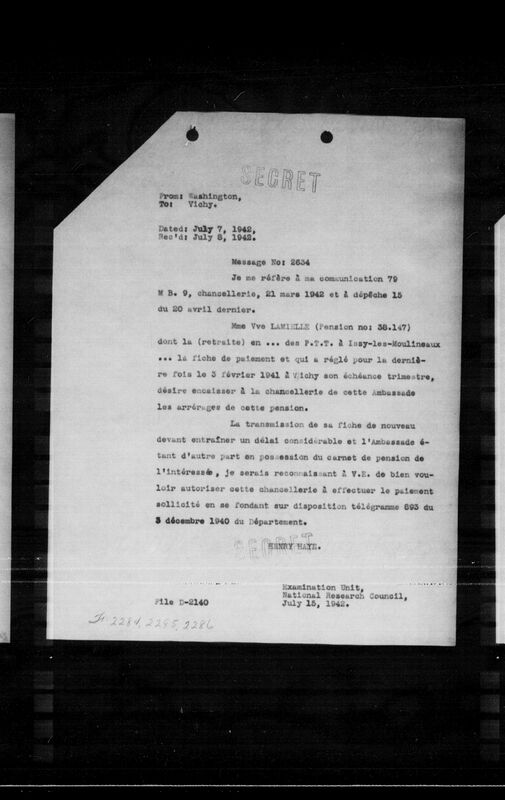 SECRET
From: Washington,
To: Vichy.
Dated: July 7, 1942,
Rec'd: July 8, 1942.
Message No: 2634
Je me réfère à ma communication 79
M B. 9, chancellerie, 21 mars 1942 et à dépêche 15
du 20 avril dernier.
Mme Vve LAMIELLE (Pension no: 38.147)
dont la (retraite) en ... des P.T.T. à Issy-les-Moulineaux
... la fiche de paiement et qui a réglé pour la derniè-
re fois le 3 février 1941 à Vichy son échéance trimestre,
désire encaisser à la chancellerie de cette Ambassade
les arrérages de cette pension.
La transmission de sa fiche de nouveau
devant entraîner un délai considérable et l'Ambassade é-
tant d'autre part en possession du carnet de pension de
l'intéressée, je serais reconnaissant à V.E. de bien vou-
loir autoriser cette chancellerie à effectuer le paiement
sollicité en se fondant sur disposition télégramme 893 du
3 décembre 1940 du Département.
SECRET
HENRY HAYE.
Examination Unit,
National Research Council,
File D-2140
July 15, 1942.
2284, 2295, 2286